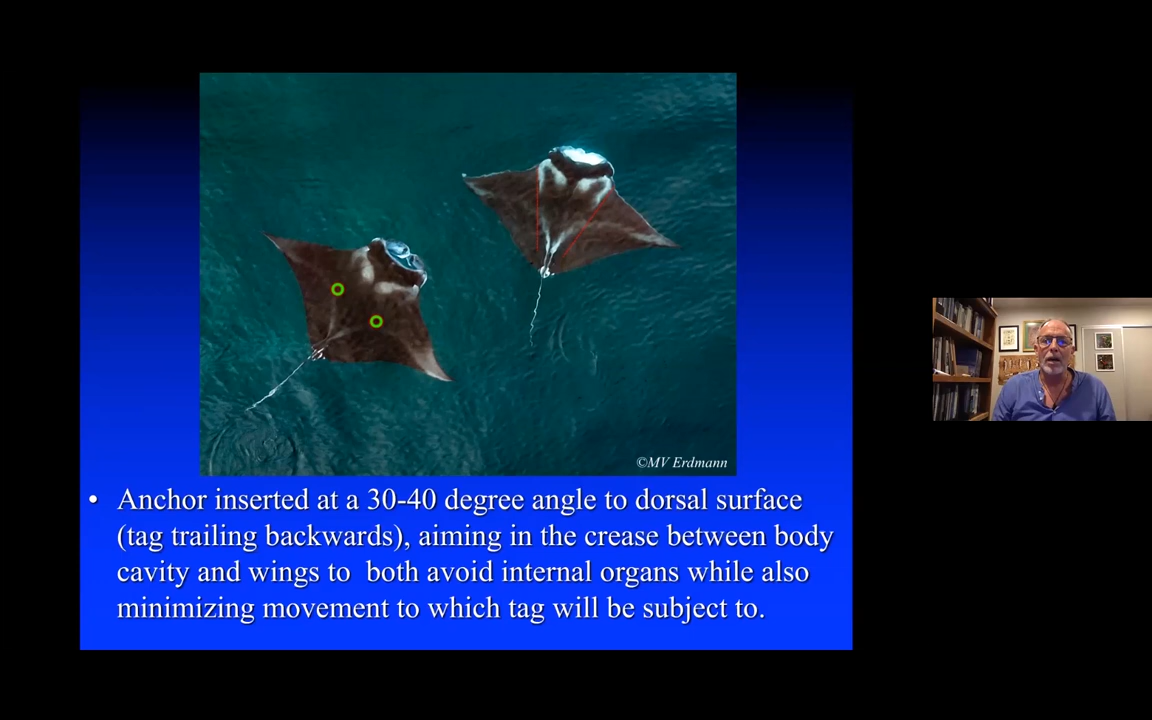 ©MV Erdmann
• Anchor inserted at a 30-40 degree angle to dorsal surface
(tag trailing backwards), aiming in the crease between body
cavity and wings to  both avoid internal organs while also
minimizing movement to which tag will be subject to.